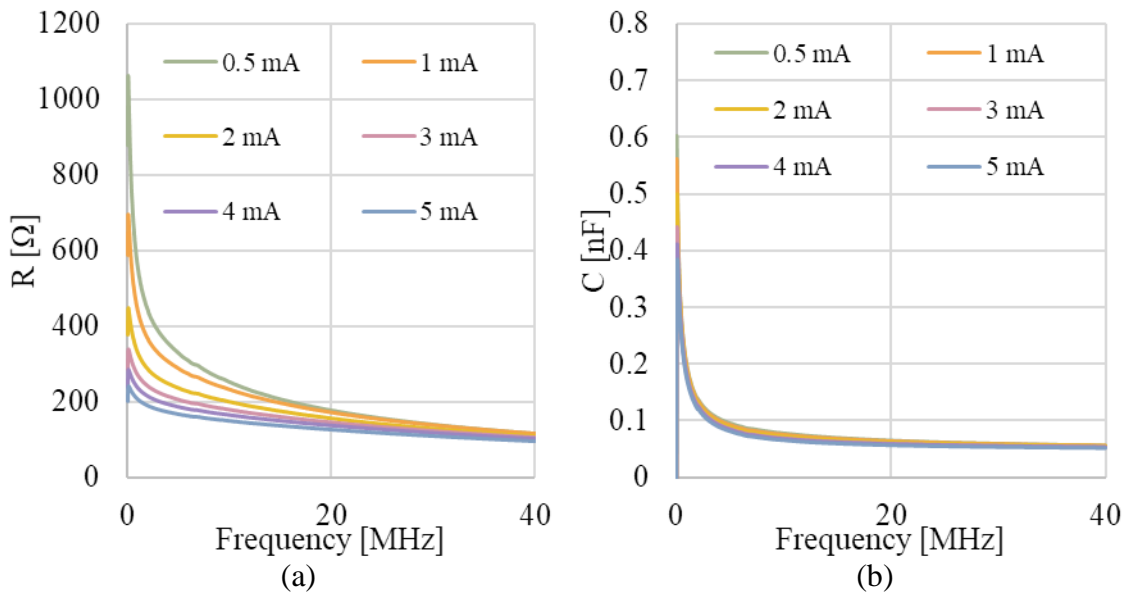 1200
1000
800
600
400
200
0
R [Ω]
0.5 mA 1 mA
2 mA 3 mA
4 mA 5 mA
0 20 40
Frequency [MHz]
(a)
0.8
0.7
0.6
0.5
0.4
0.3
0.2
0.1
0
C [nF]
0.5 mA 1 mA
2 mA 3 mA
4 mA 5 mA
0 20 40
Frequency [MHz]
(b)